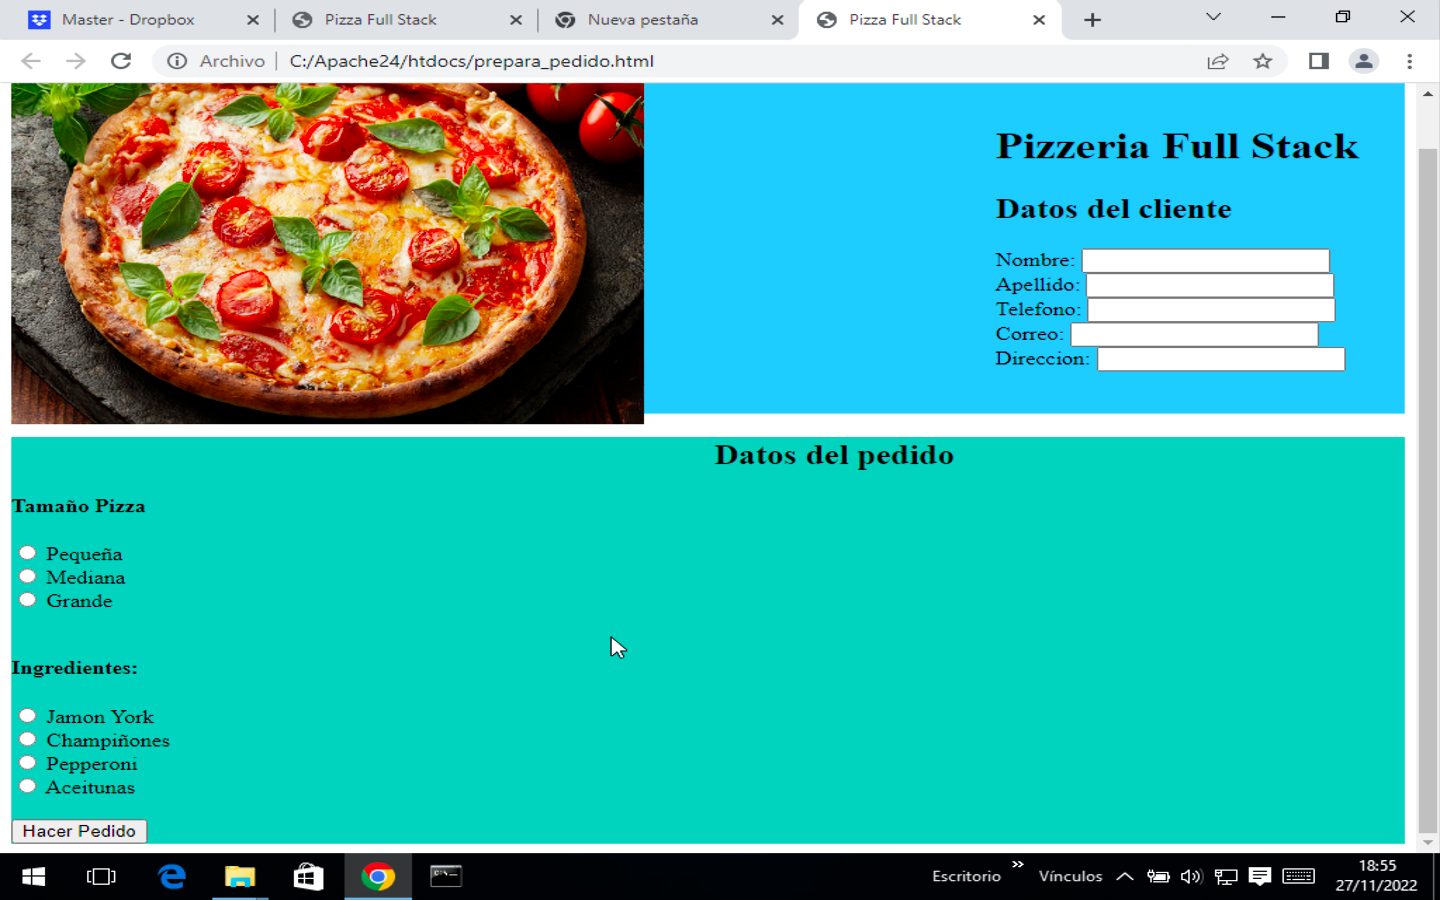 Master - Dropbox
Pizza Full Stack
Nueva pestaña
Pizza Full Stack
Archivo
C:/Apache24/htdocs/prepara_pedido.html
Pizzeria Full Stack
Datos del cliente
Nombre:
Apellido:
Telefono:
Correo:
Direccion:
Datos del pedido
Tamaño Pizza
Pequeña
Mediana
Grande
Ingredientes:
Jamon York
Champiñones
Pepperoni
Aceitunas
Hacer Pedido
Escritorio
Vínculos
18:55
27/11/2022